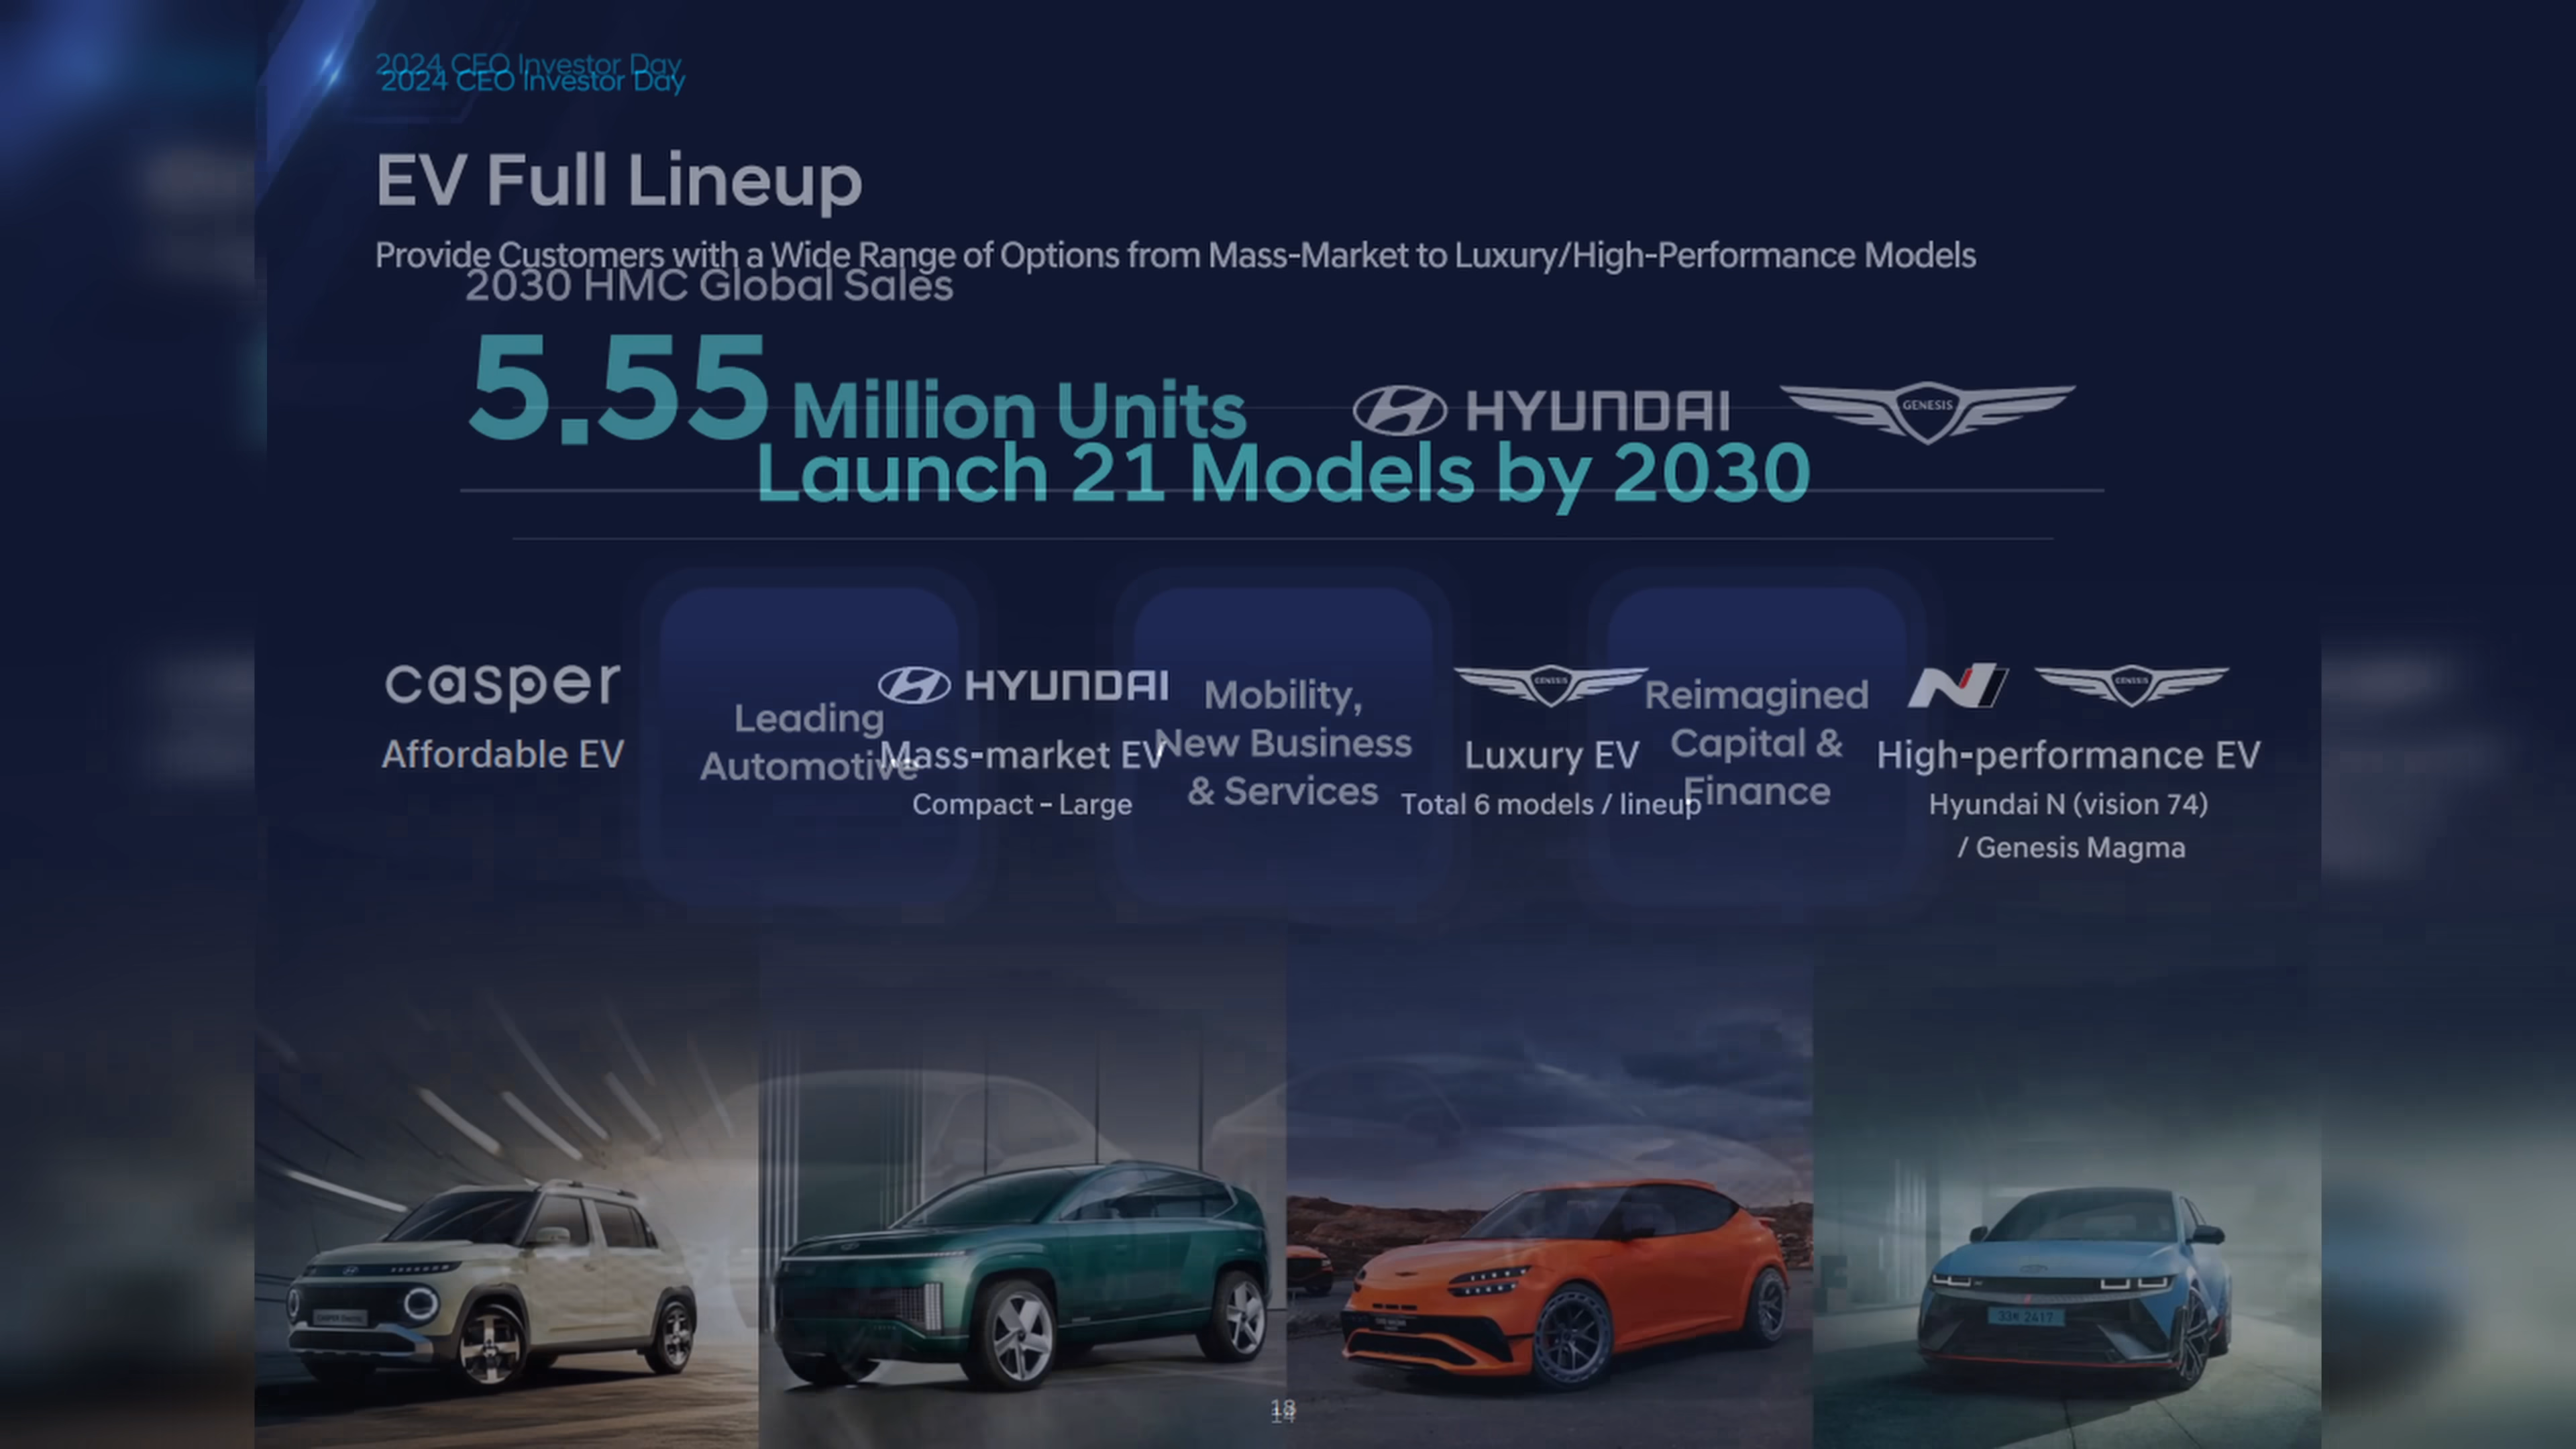 2024 CEO Investor Day
2024 CEO Investor Day
EV Full Lineup
Provide Customers with a Wide Range of Options from Mass-Market to Luxury/High-Performance Models
2030 HMC Global Sales
5.55 Million Units
HYUNDAI
GENESIS
Launch 21 Models by 2030
casper
Affordable EV
Leading
Automotive
HYUNDAI
Mass-market EV
Compact – Large
Mobility,
New Business
& Services
GENESIS
Luxury EV
Total 6 models / lineup
Reimagined
Capital &
Finance
N
GENESIS
High-performance EV
Hyundai N (vision 74)
/ Genesis Magma